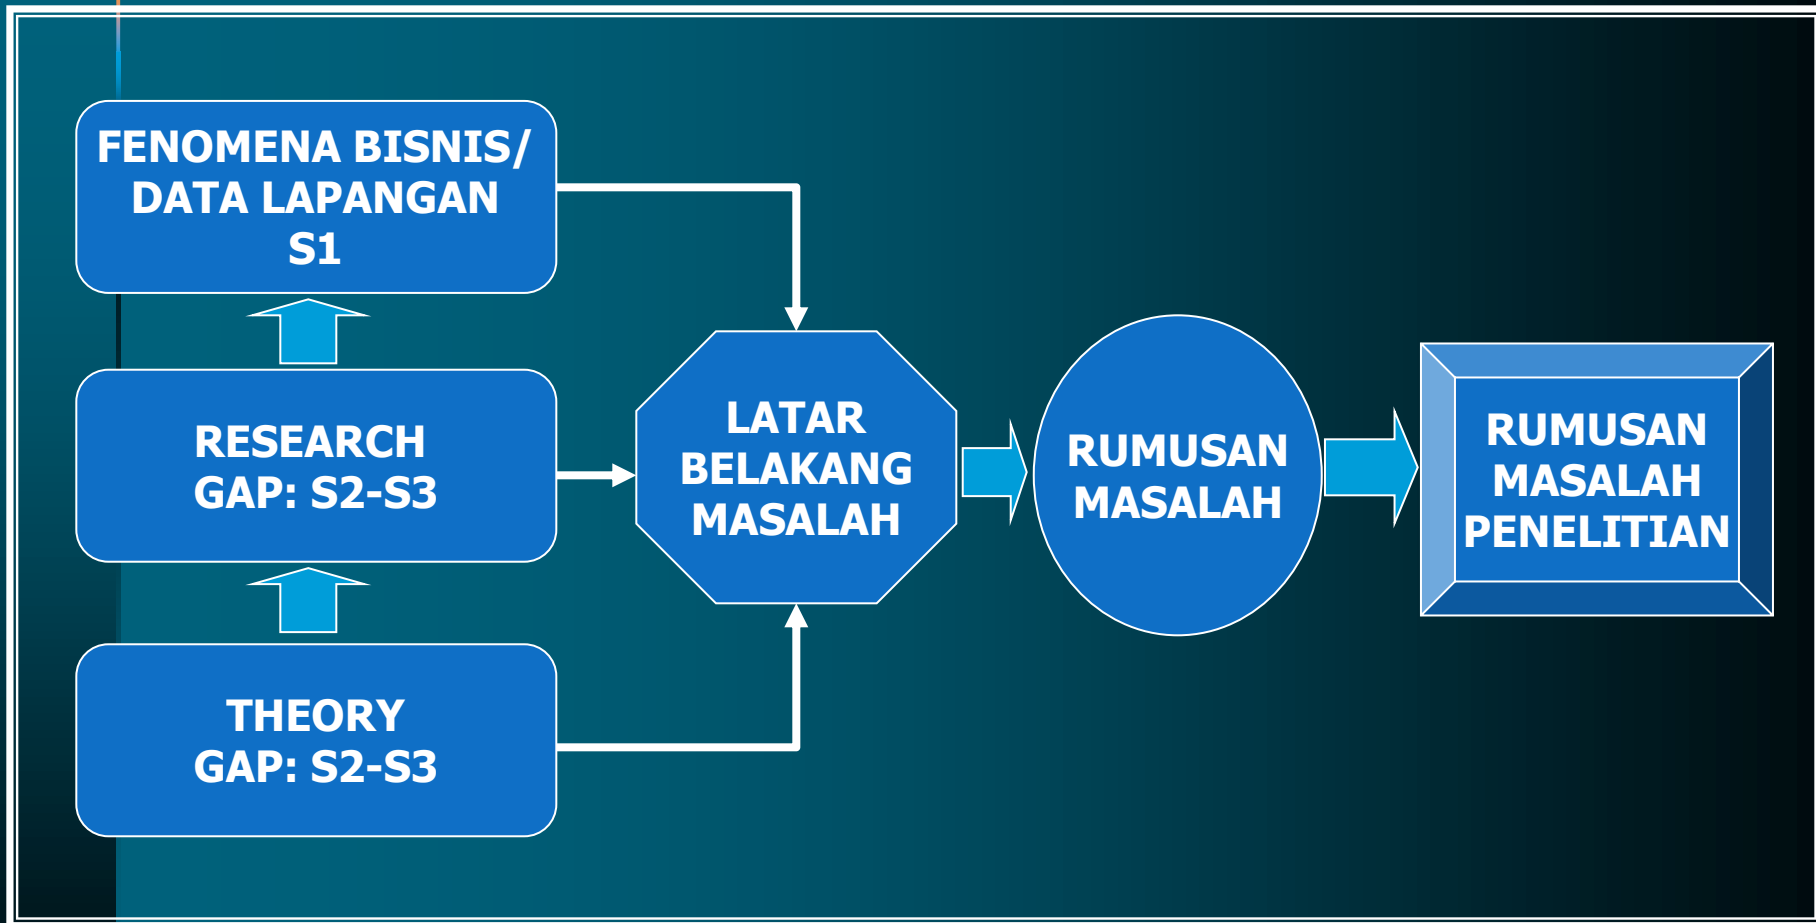 FENOMENA BISNIS/
DATA LAPANGAN
S1
RESEARCH
GAP: S2-S3
THEORY
GAP: S2-S3
LATAR
BELAKANG
MASALAH
RUMUSAN
MASALAH
RUMUSAN
MASALAH
PENELITIAN